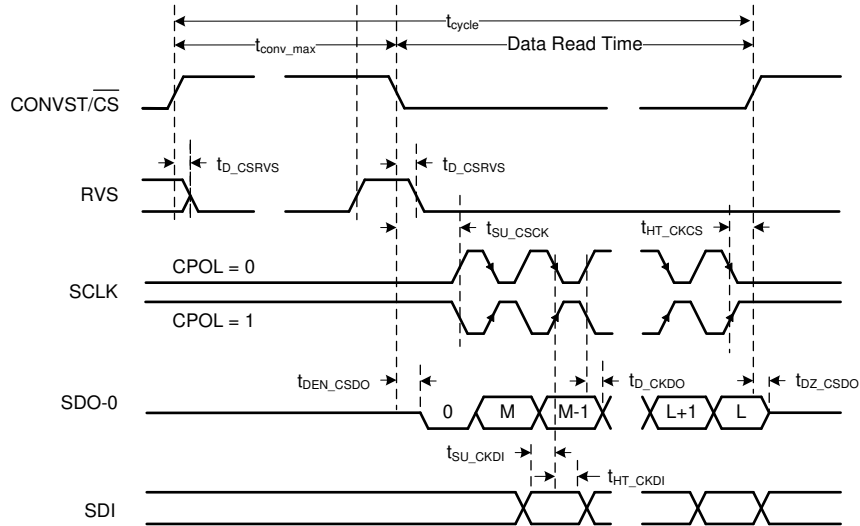 t_cycle
t_conv_max Data Read Time
CONVST/C̅S̅
t_D_CSRVS t_D_CSRVS
RVS
t_SU_CSCK t_HT_CKCS
CPOL = 0
SCLK
CPOL = 1
t_DEN_CSDO t_D_CKDO t_DZ_CSDO
SDO-0 0 M M-1 L+1 L
t_SU_CKDI
t_HT_CKDI
SDI